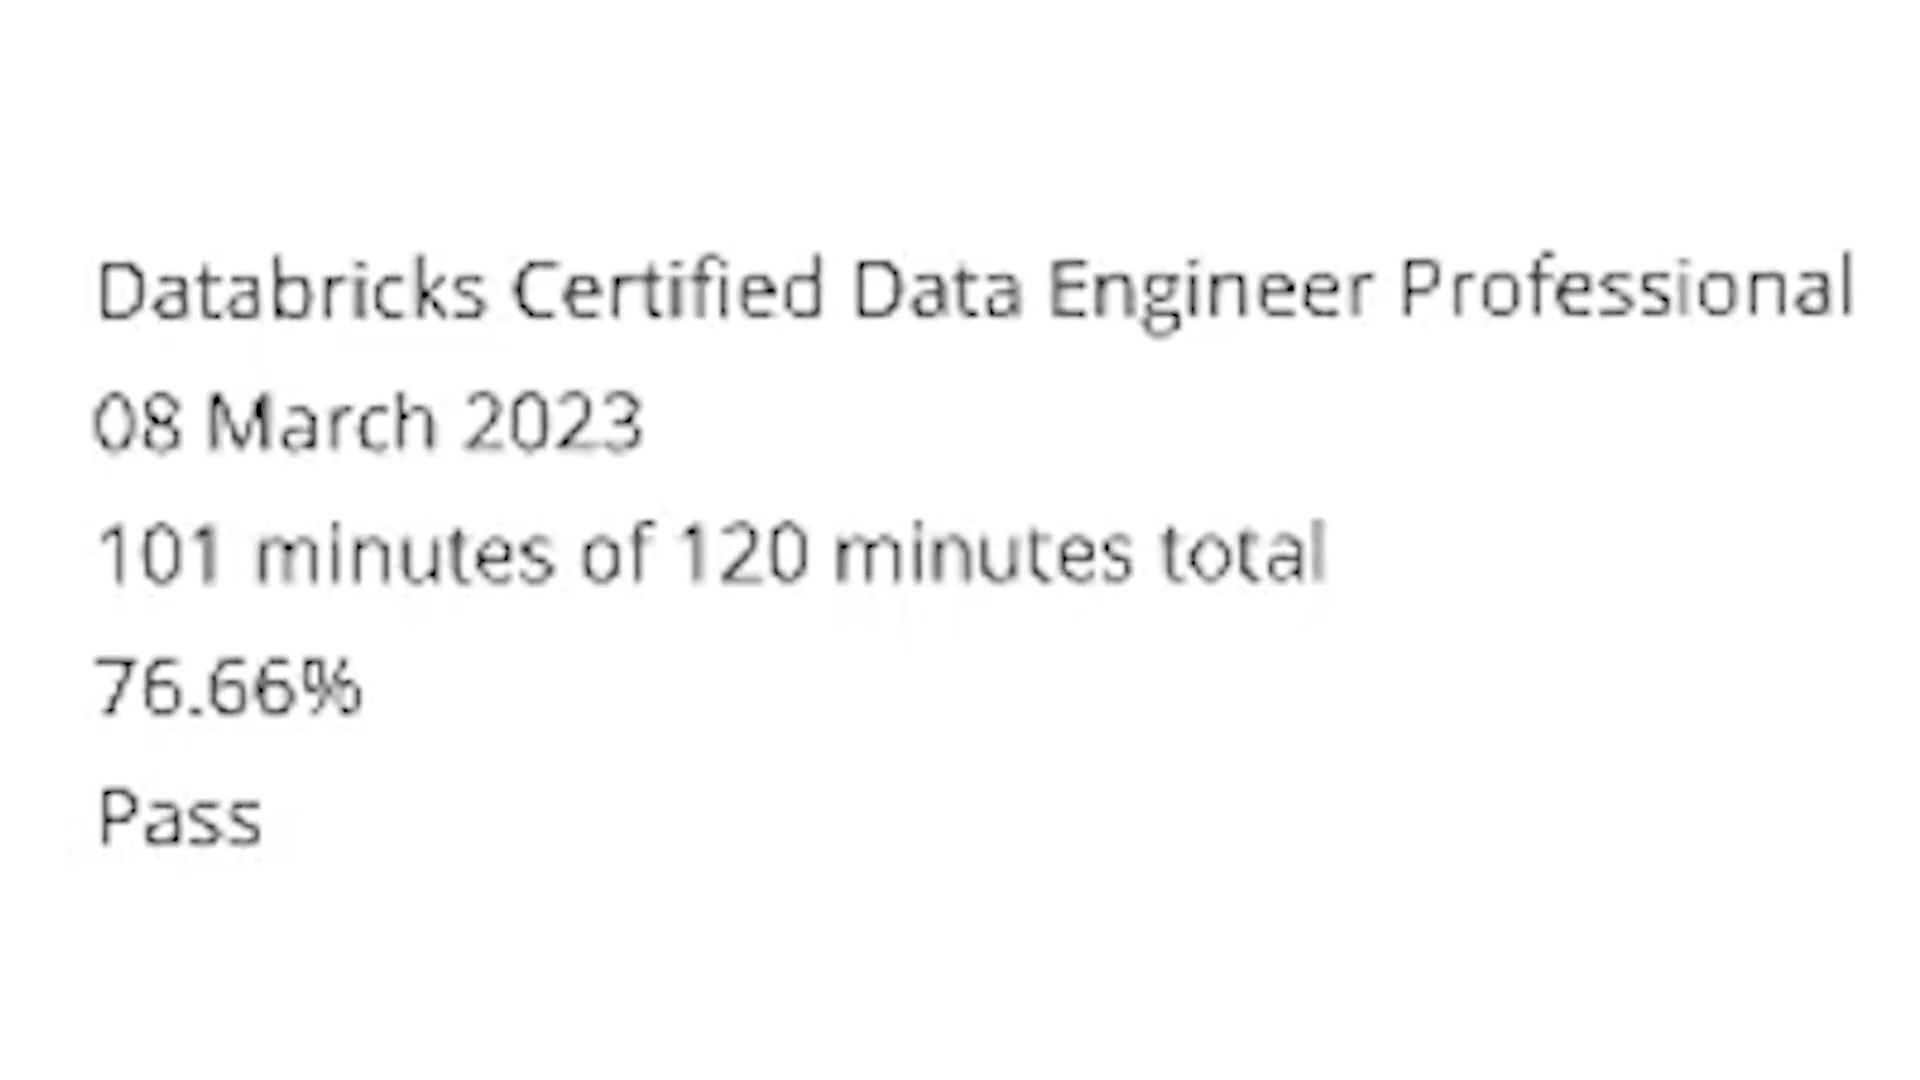 Databricks Certified Data Engineer Professional
08 March 2023
101 minutes of 120 minutes total
76.66%
Pass